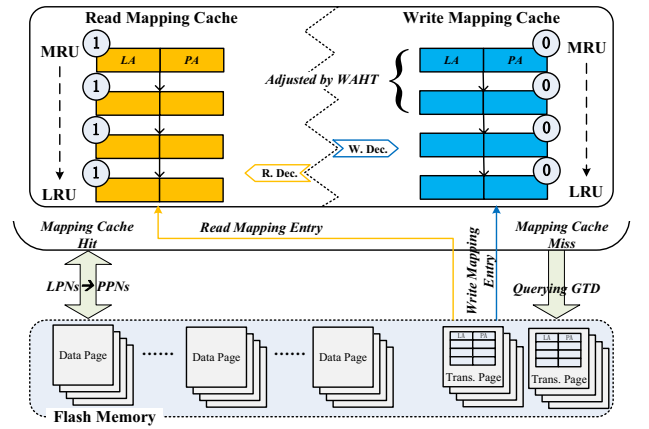 Read Mapping Cache
Write Mapping Cache
MRU
1
LA
PA
1
1
1
LRU
Adjusted by WAHT
W. Dec.
R. Dec.
0
LA
PA
0
0
0
MRU
LRU
Mapping Cache
Hit
Read Mapping Entry
Write Mapping
Entry
Mapping Cache
Miss
LPNs → PPNs
Querying GTD
Data Page
......
Data Page
......
Data Page
LA
PA
Trans. Page
LA
PA
Trans. Page
Flash Memory